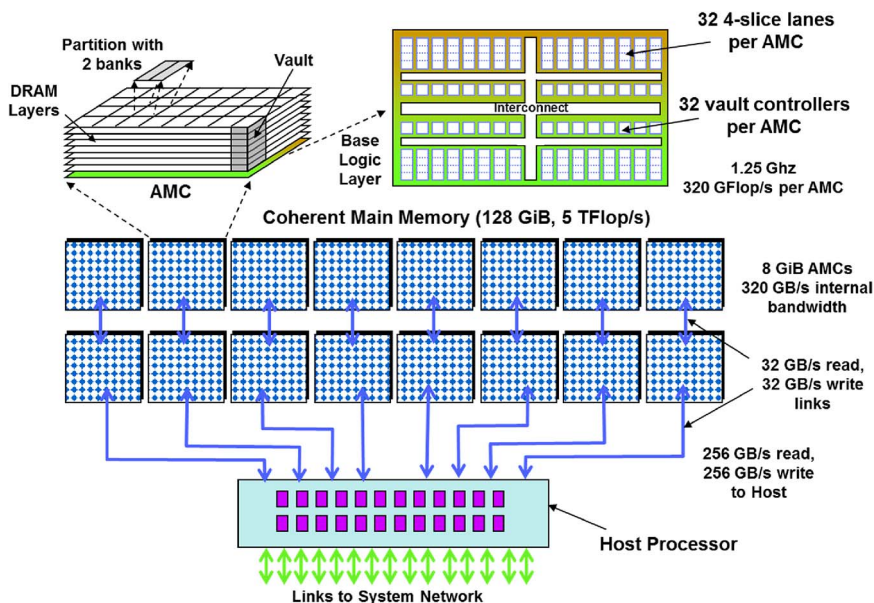 Partition with
2 banks
Vault
DRAM
Layers
AMC
Base
Logic
Layer
Interconnect
32 4-slice lanes
per AMC
32 vault controllers
per AMC
1.25 Ghz
320 GFlop/s per AMC
Coherent Main Memory (128 GiB, 5 TFlop/s)
8 GiB AMCs
320 GB/s internal
bandwidth
32 GB/s read,
32 GB/s write
links
256 GB/s read,
256 GB/s write
to Host
Host Processor
Links to System Network